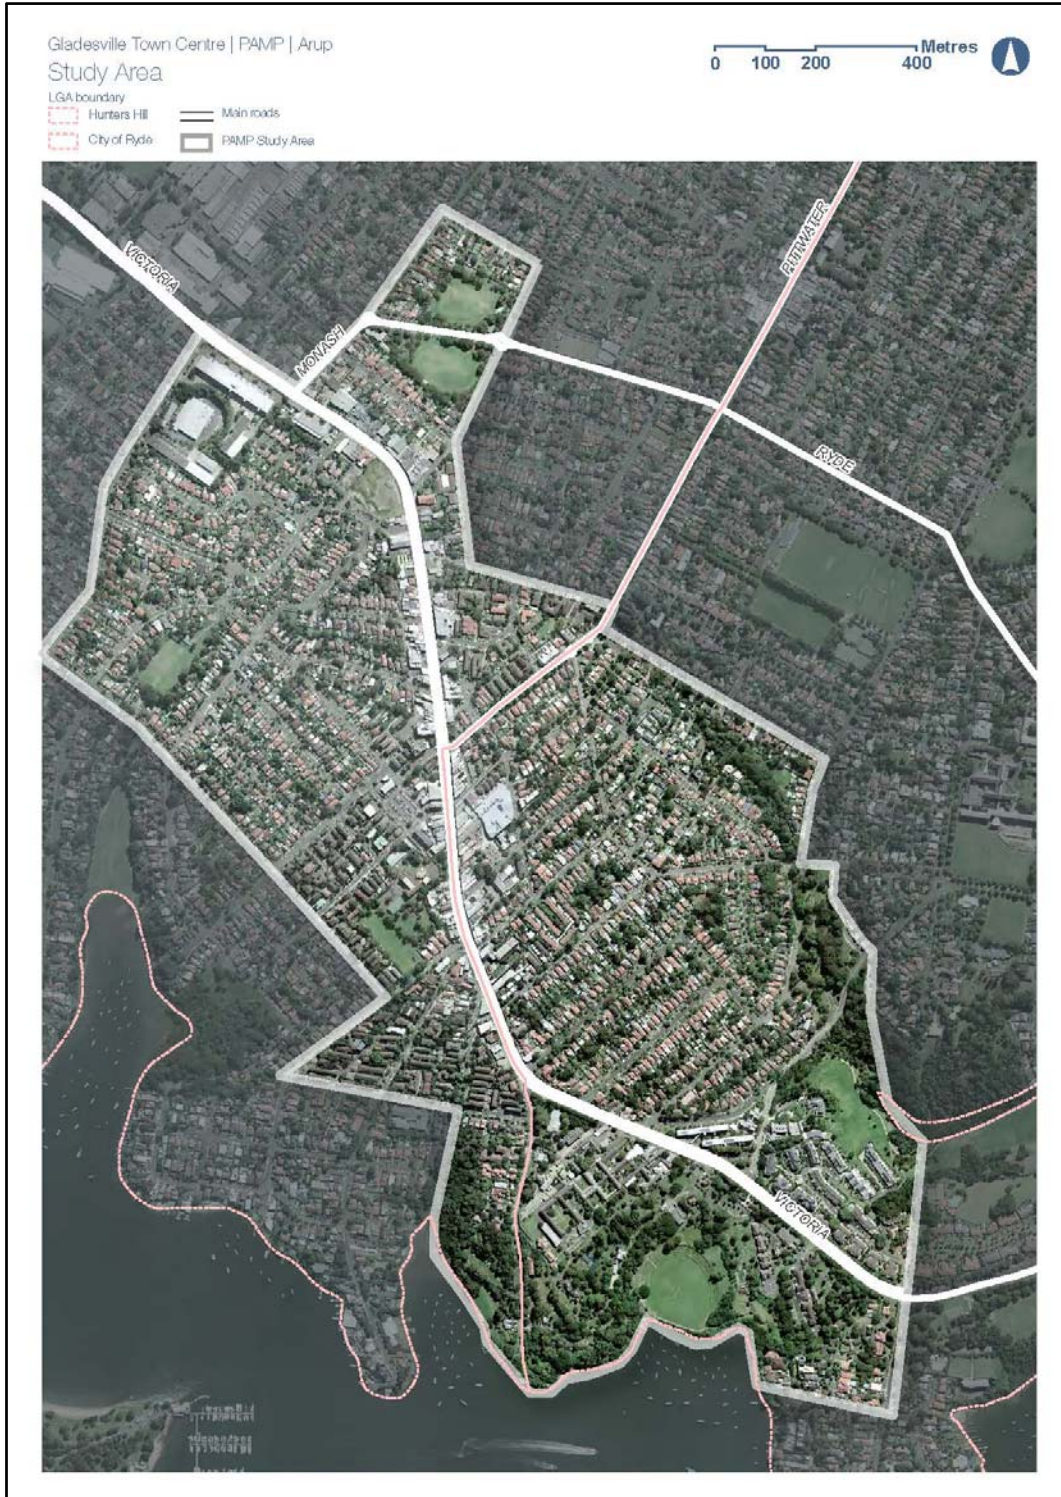 Gladesville Town Centre | PAMP | Arup
Study Area
LGA boundary
Hunters Hill
Main roads
City of Ryde
PAMP Study Area
Metres
0 100 200 400
VICTORIA
MONASH
PITTWATER
RYDE
VICTORIA